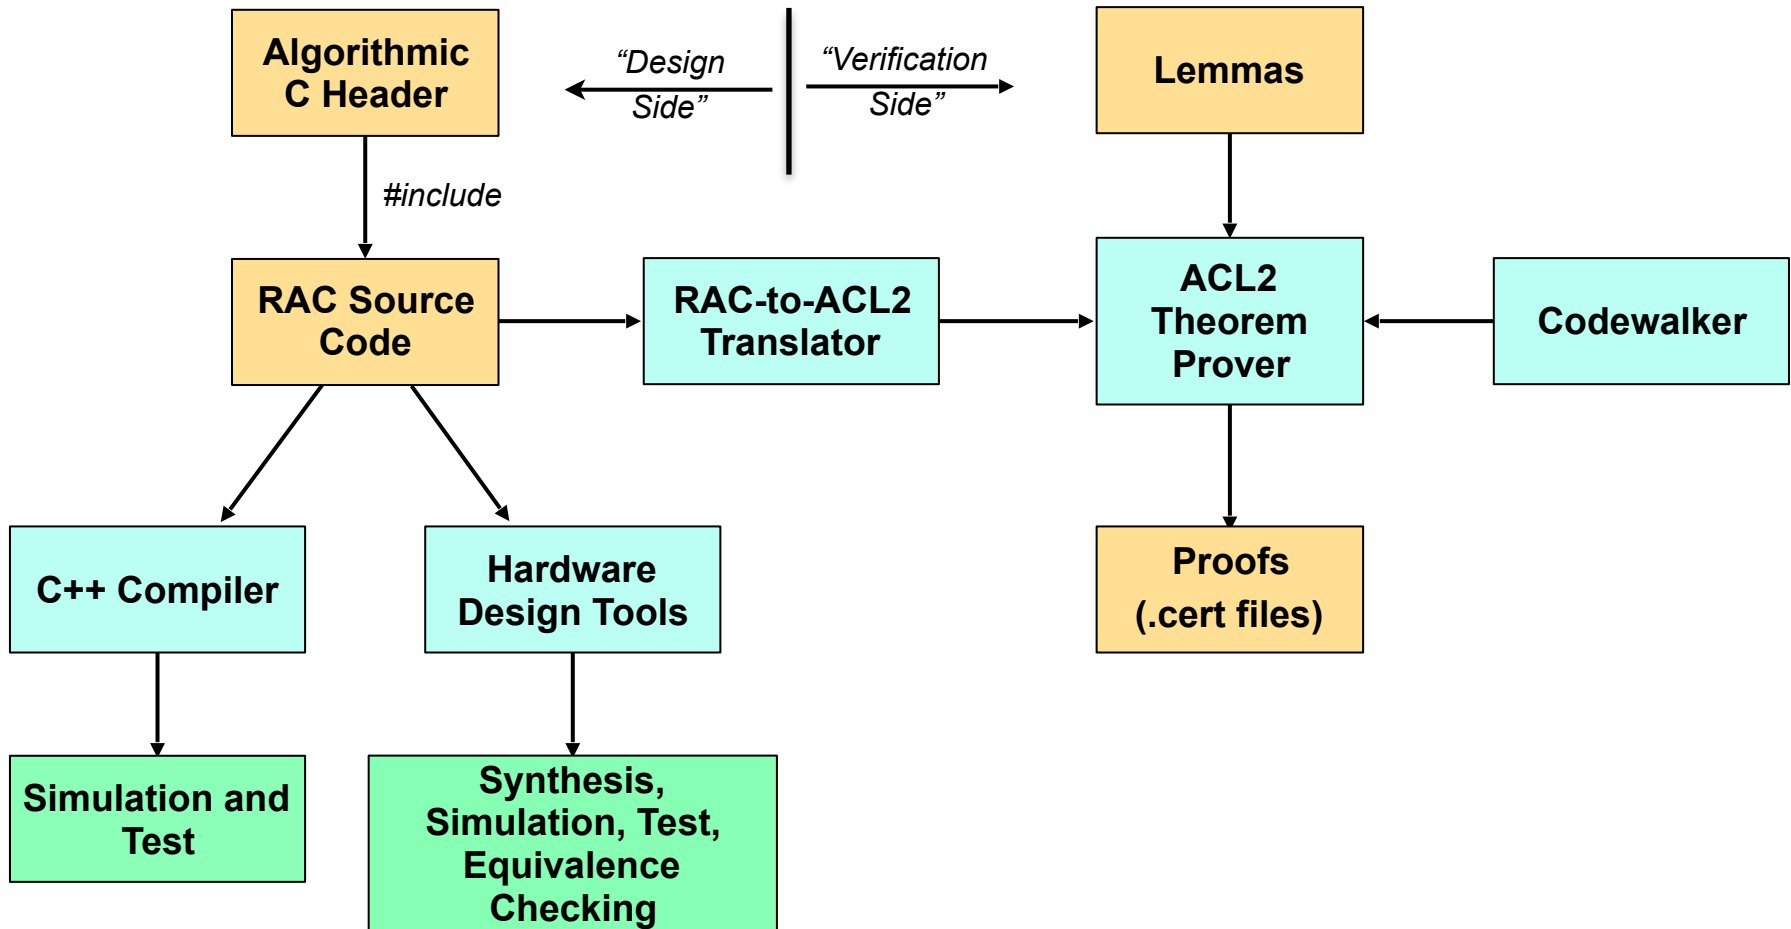 Algorithmic
C Header
“Design
Side”
“Verification
Side”
Lemmas
#include
RAC Source
Code
RAC-to-ACL2
Translator
ACL2
Theorem
Prover
Codewalker
C++ Compiler
Hardware
Design Tools
Proofs
(.cert files)
Simulation and
Test
Synthesis,
Simulation, Test,
Equivalence
Checking